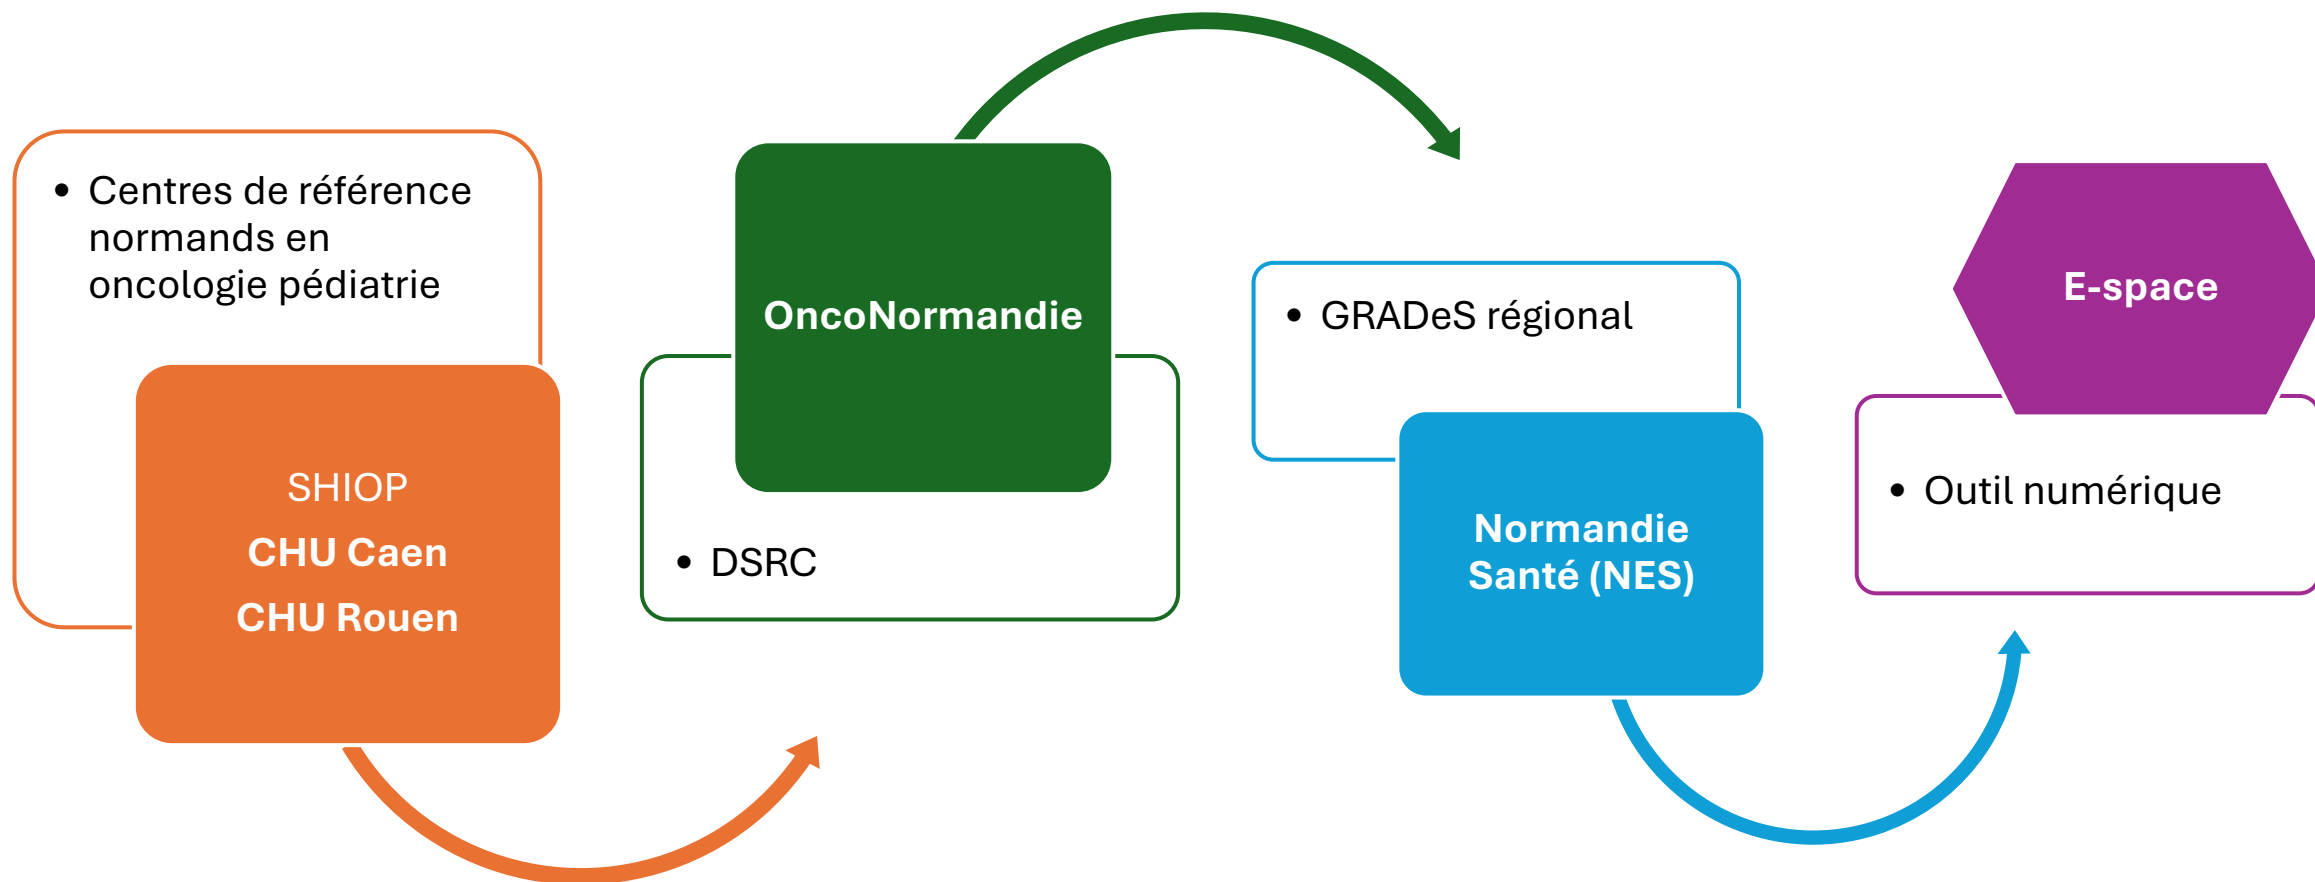 • Centres de référence
normands en
oncologie pédiatrie
SHIOP
CHU Caen
CHU Rouen
OncoNormandie
• DSRC
• GRADeS régional
Normandie
Santé (NES)
E-space
• Outil numérique